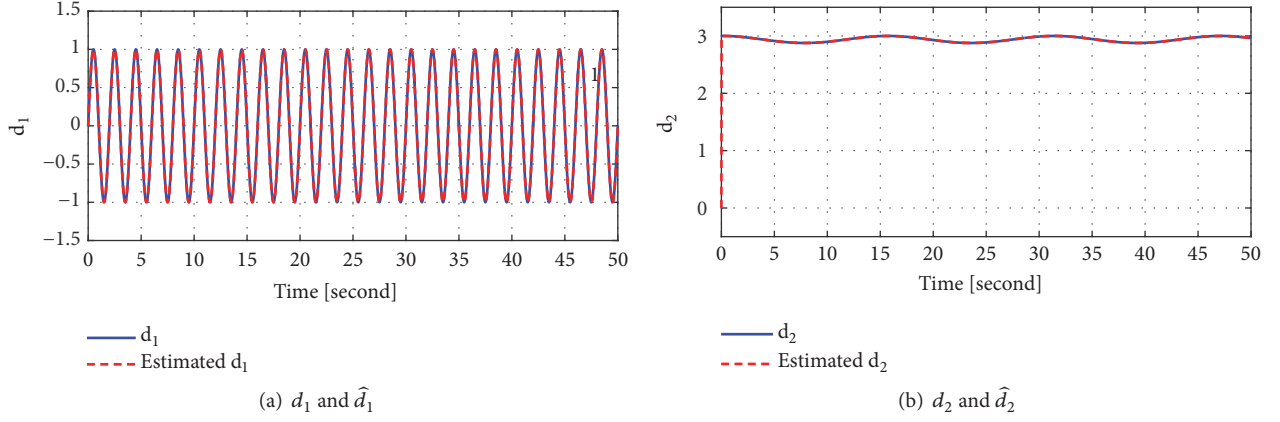 d₁
1.5
1
0.5
0
−0.5
−1
−1.5
1
0 5 10 15 20 25 30 35 40 45 50
Time [second]
d₁
Estimated d₁
(a) d₁ and d̂₁
d₂
3
2
1
0
0 5 10 15 20 25 30 35 40 45 50
Time [second]
d₂
Estimated d₂
(b) d₂ and d̂₂